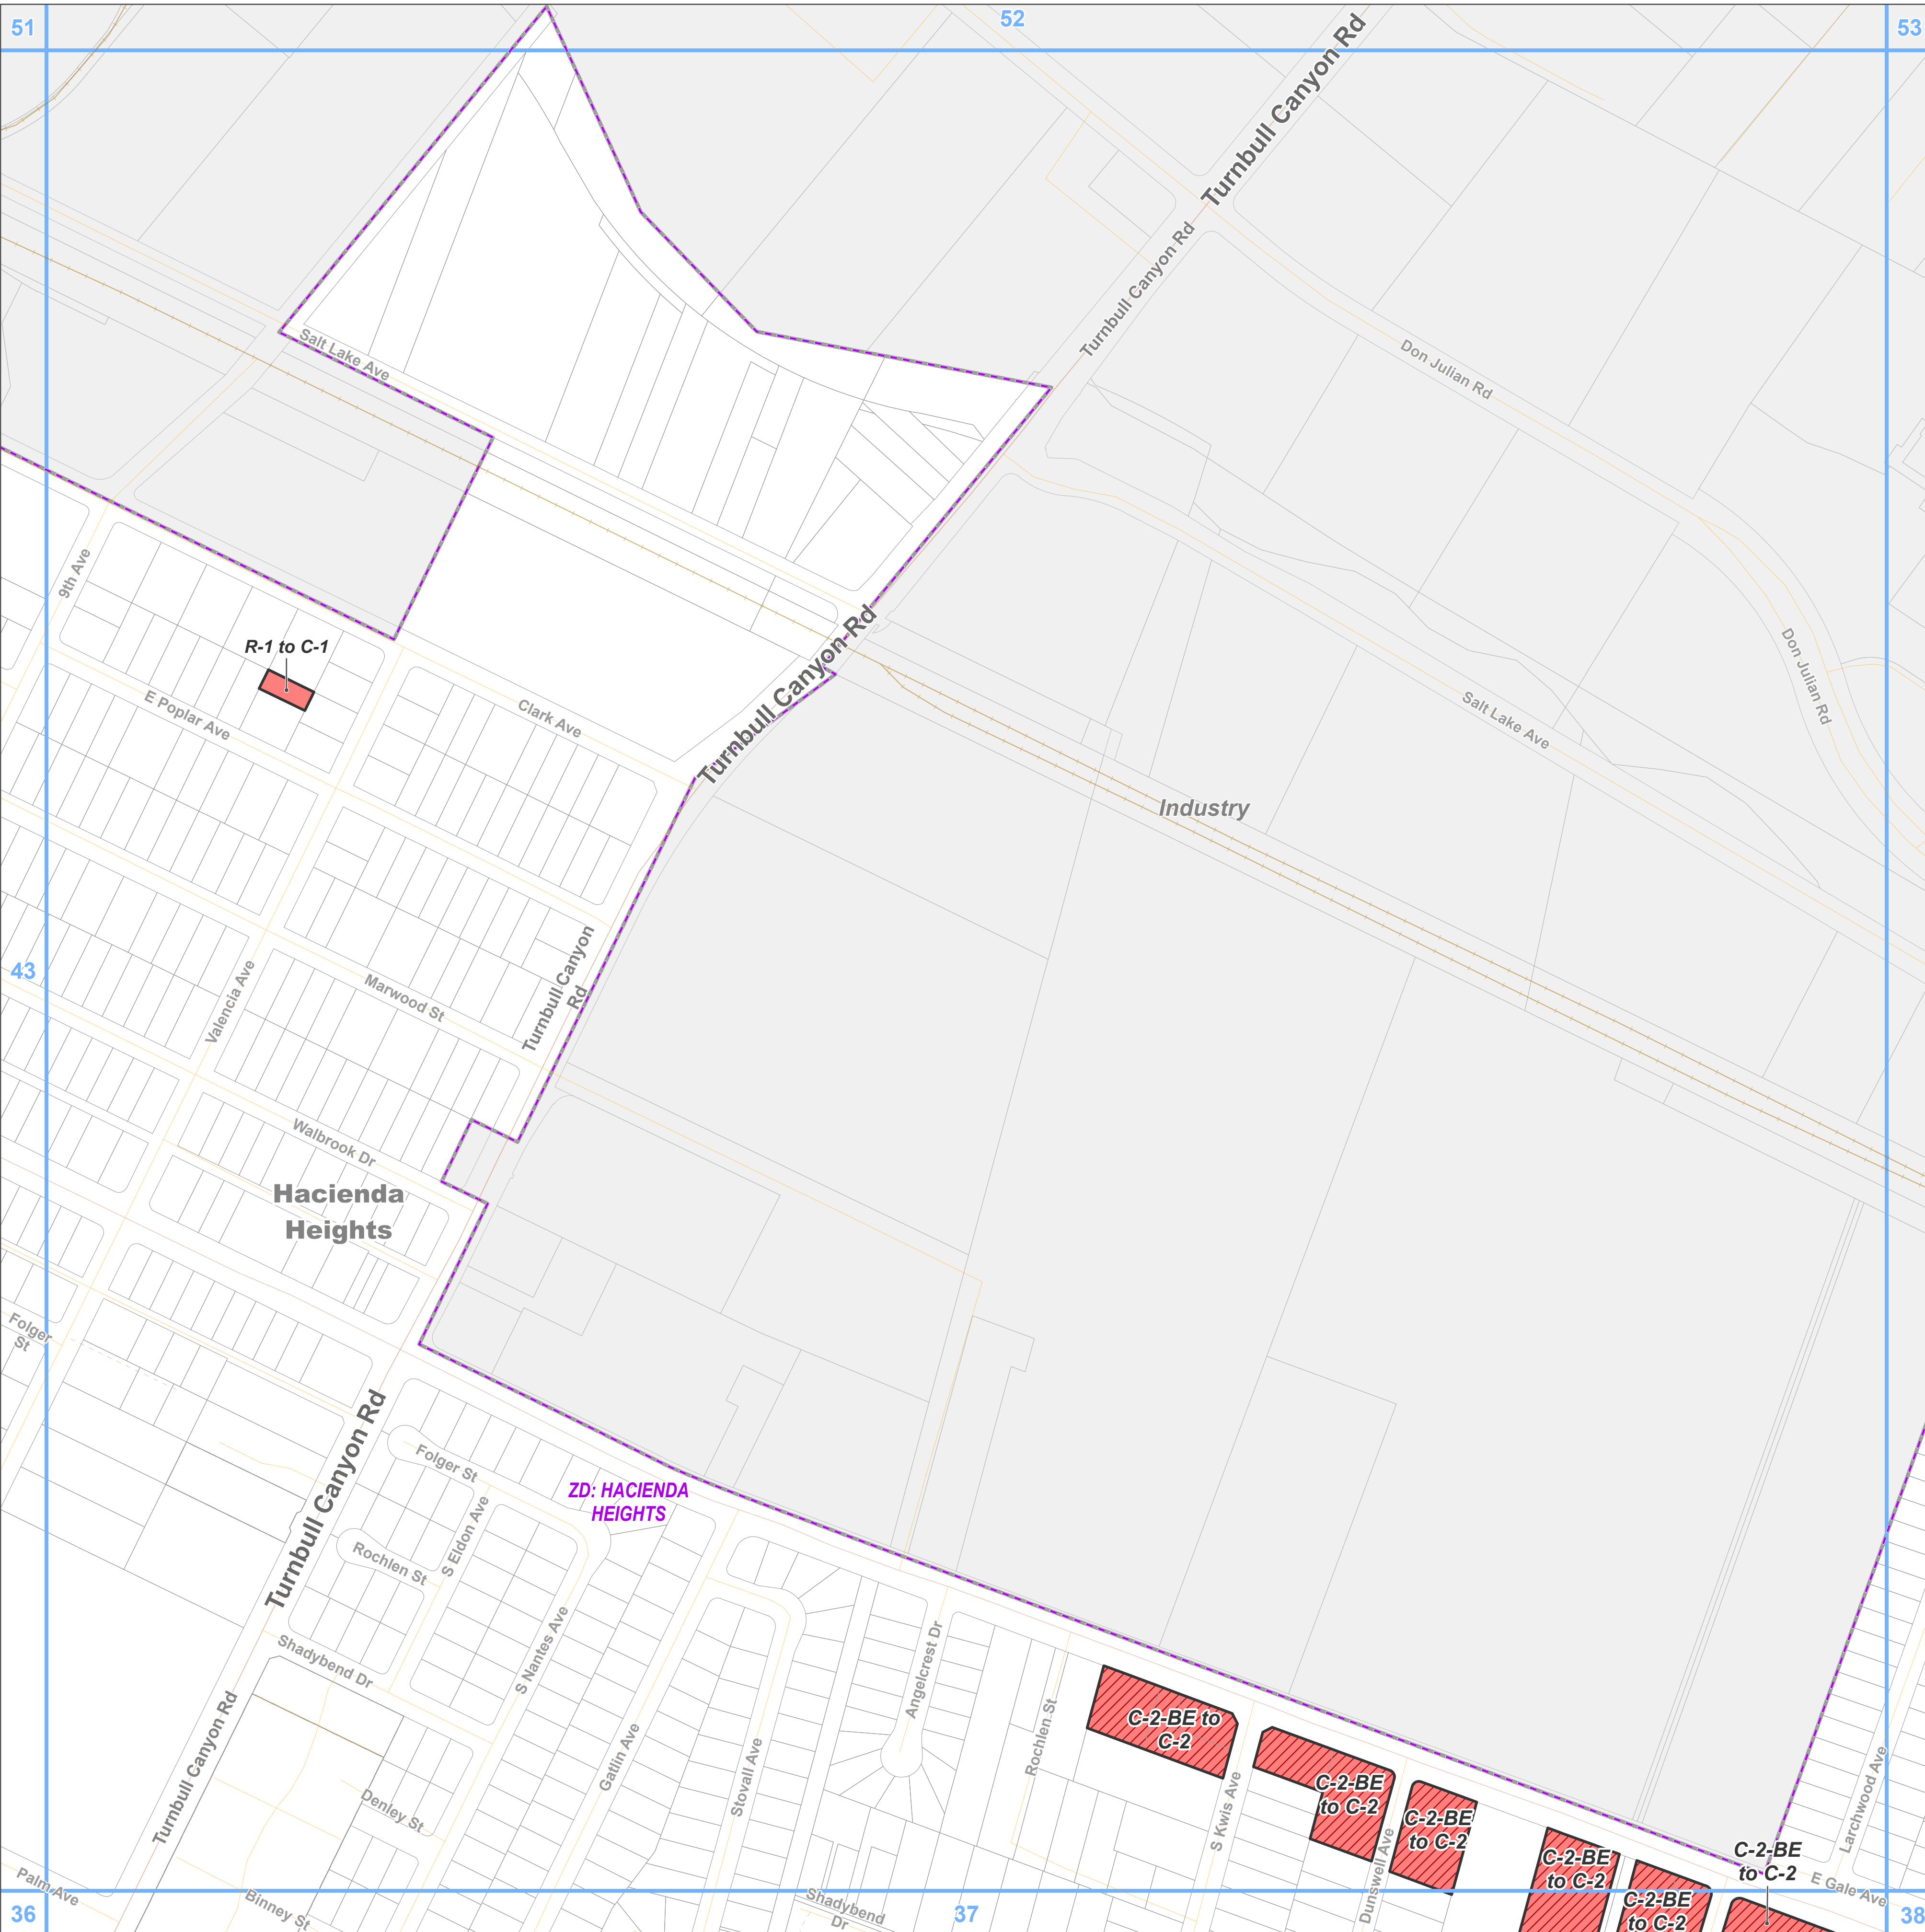 51
52
53
Turnbull Canyon Rd
Turnbull Canyon Rd
Salt Lake Ave
Don Julian Rd
9th Ave
R-1 to C-1
E Poplar Ave
Clark Ave
Turnbull Canyon Rd
Don Julian Rd
Salt Lake Ave
Industry
43
Valencia Ave
Marwood St
Turnbull Canyon
Rd
Walbrook Dr
Hacienda
Heights
Folger
St
Turnbull Canyon Rd
Folger St
S Eldon Ave
Rochlen St
ZD: HACIENDA
HEIGHTS
Shadybend Dr
S Nantes Ave
Turnbull Canyon Rd
Gatlin Ave
Stovall Ave
Angelcrest Dr
Rochlen St
C-2-BE to
C-2
S Kwis Ave
C-2-BE
to C-2
Dunswell Ave
C-2-BE
to C-2
C-2-BE
to C-2
C-2-BE
to C-2
C-2-BE
to C-2
Larchwood Ave
E Gale Ave
Denley St
Palm Ave
Binney St
Shadybend
Dr
36
37
38